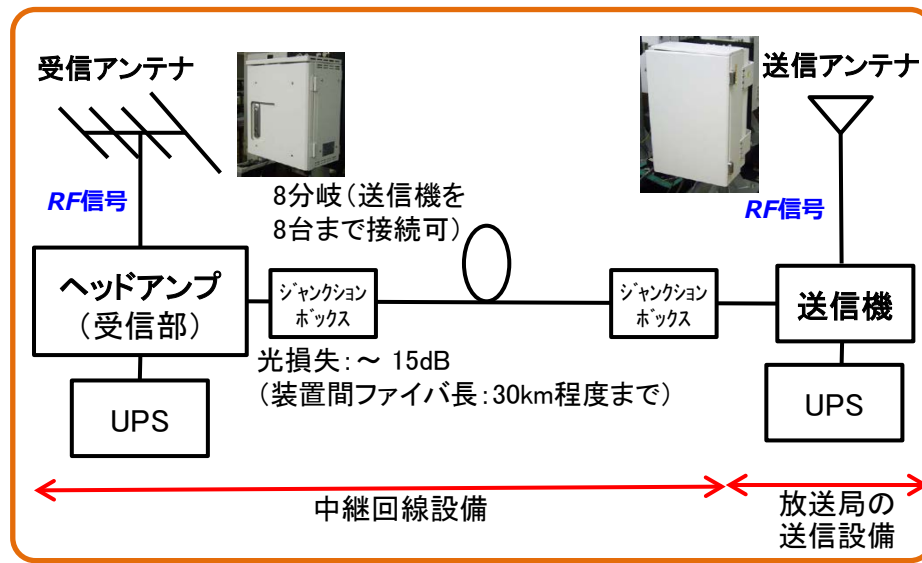 受信アンテナ
送信アンテナ
RF信号
8分岐（送信機を
8台まで接続可）
RF信号
ヘッドアンプ
（受信部）
ｼﾞｬﾝｸｼｮﾝ
ﾎﾞｯｸｽ
ｼﾞｬﾝｸｼｮﾝ
ﾎﾞｯｸｽ
送信機
光損失：～ 15dB
（装置間ファイバ長：30km程度まで）
UPS
UPS
中継回線設備
放送局の
送信設備